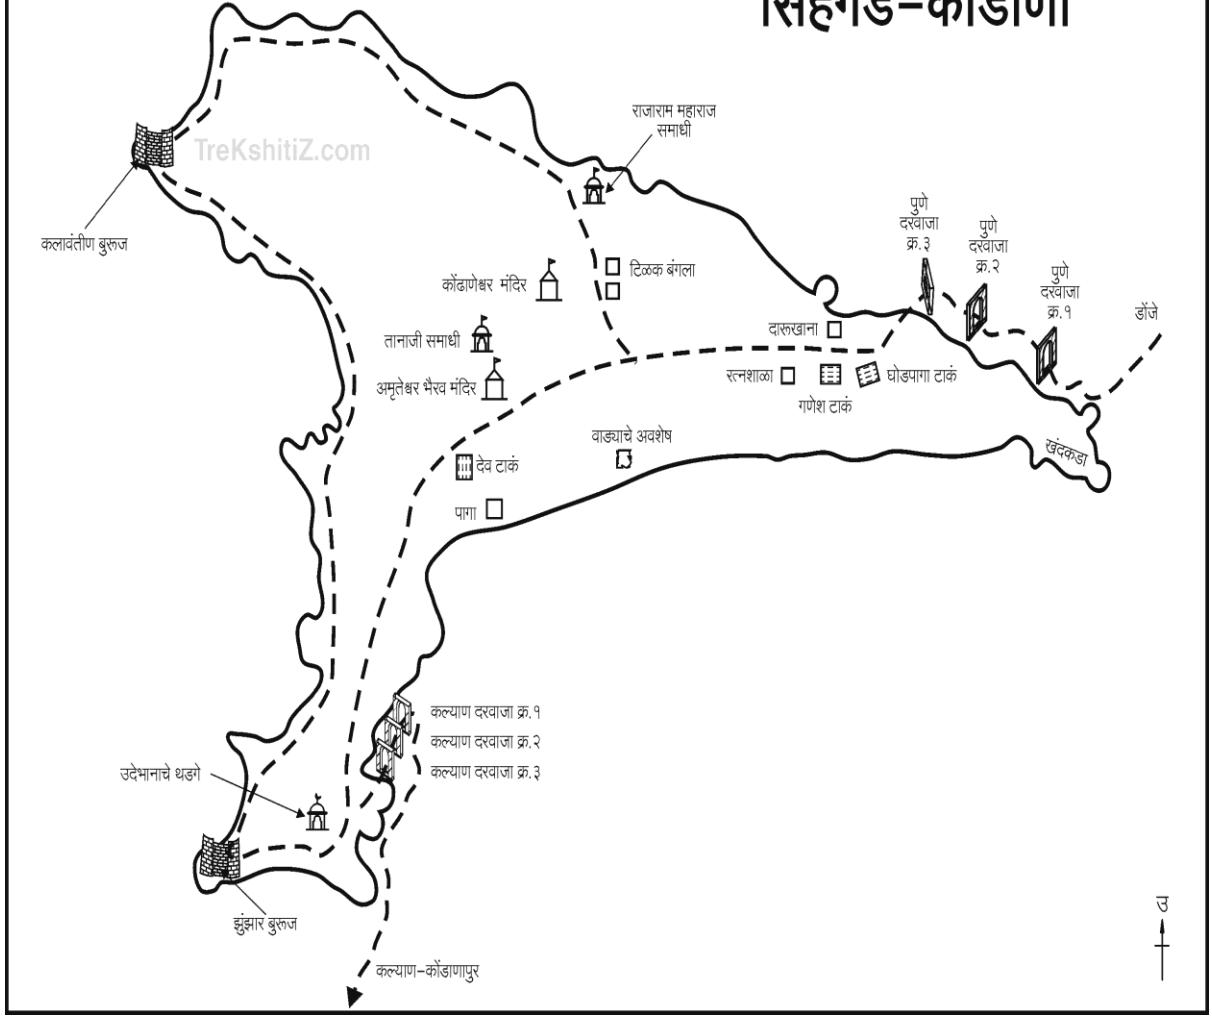 सिंहगड-कोंडाणा
राजाराम महाराज
समाधी
TreKshitiZ.com
पुणे
दरवाजा
क्र.३
पुणे
दरवाजा
क्र.२
पुणे
दरवाजा
क्र.१
डोंजे
कलावंतीण बुरूज
कोंढाणेश्वर मंदिर
टिळक बंगला
तानाजी समाधी
दारूखाना
अमृतेश्वर भैरव मंदिर
रत्नशाळा
घोडपागा टाकं
गणेश टाकं
वाड्याचे अवशेष
खंदकडा
देव टाकं
पागा
कल्याण दरवाजा क्र.१
कल्याण दरवाजा क्र.२
कल्याण दरवाजा क्र.३
उदेभानाचे थडगे
झुंझार बुरूज
उ
कल्याण-कोंडाणापुर